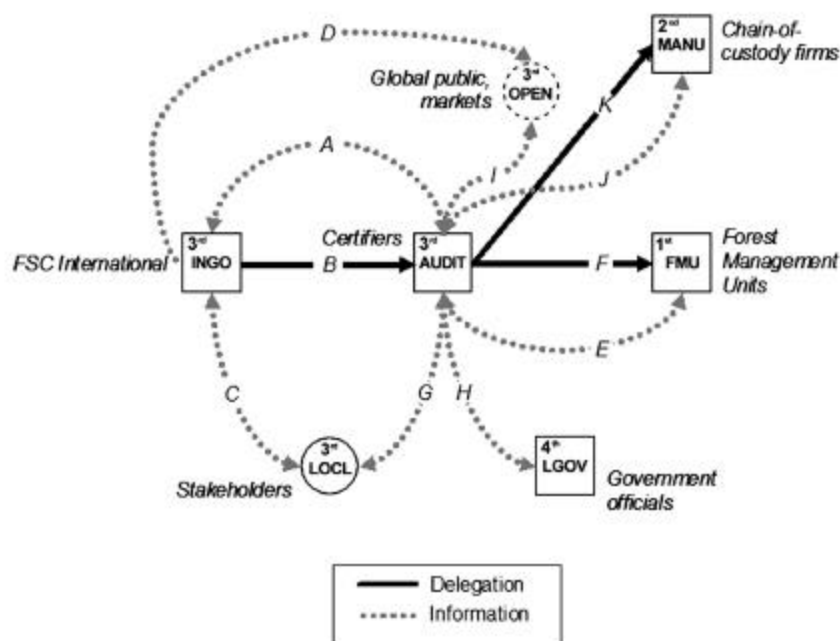 D
2nd
MANU
Chain-of-
custody firms
Global public,
markets
3rd
OPEN
K
A
I
J
FSC International
3rd
INGO
B
Certifiers
3rd
AUDIT
F
1st
FMU
Forest
Management
Units
E
C
G
H
Stakeholders
3rd
LOCL
4th
LGOV
Government
officials
Delegation
Information